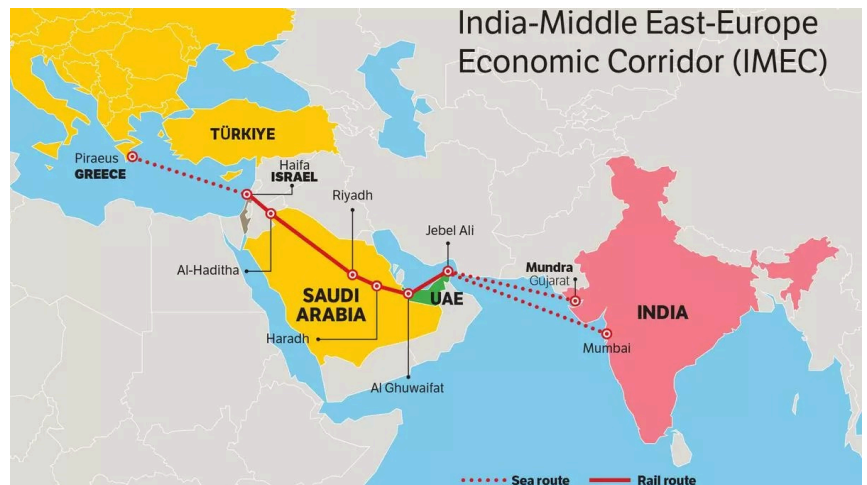 India-Middle East-Europe
Economic Corridor (IMEC)
TÜRKIYE
Piraeus
GREECE
Haifa
ISRAEL
Riyadh
Jebel Ali
Al-Haditha
Mundra
Gujarat
SAUDI
ARABIA
UAE
INDIA
Haradh
Mumbai
Al Ghuwaifat
Sea route
Rail route